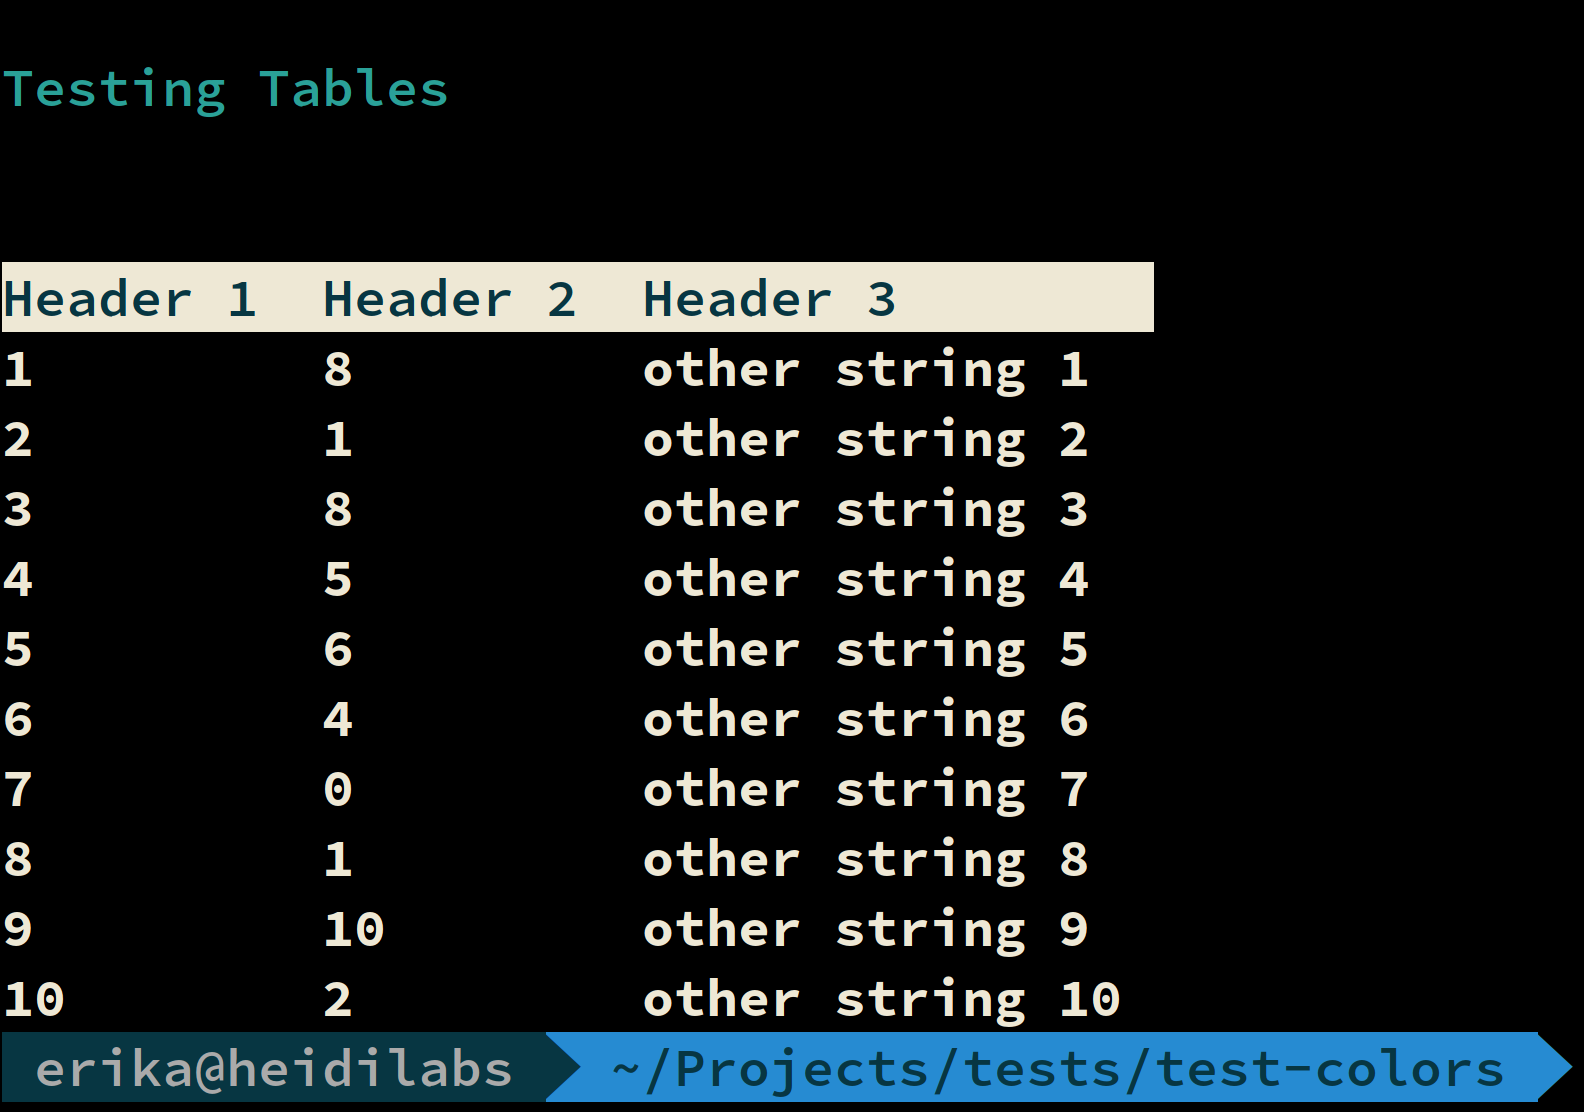 Testing Tables
Header 1  Header 2  Header 3
1         8         other string 1
2         1         other string 2
3         8         other string 3
4         5         other string 4
5         6         other string 5
6         4         other string 6
7         0         other string 7
8         1         other string 8
9         10        other string 9
10        2         other string 10
erika@heidilabs  ~/Projects/tests/test-colors